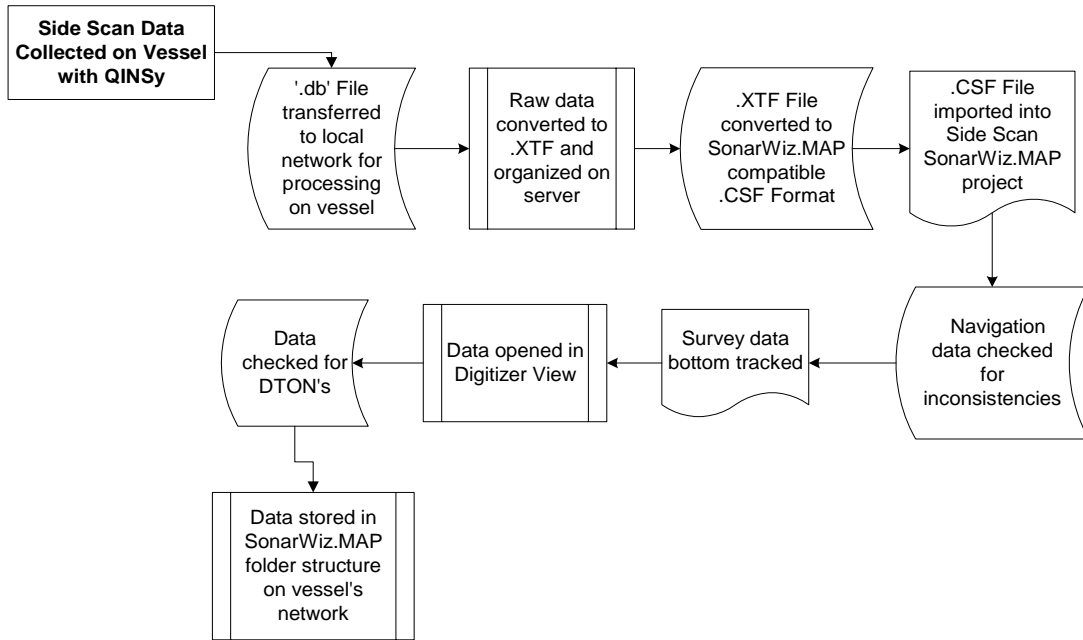 Side Scan Data
Collected on Vessel
with QINSy
'.db' File
transferred to
local network for
processing
on vessel
Raw data
converted to
.XTF and
organized on
server
.XTF File
converted to
SonarWiz.MAP
compatible
.CSF Format
.CSF File
imported into
Side Scan
SonarWiz.MAP
project
Navigation
data checked
for
inconsistencies
Survey data
bottom tracked
Data opened in
Digitizer View
Data
checked for
DTON's
Data stored in
SonarWiz.MAP
folder structure
on vessel's
network